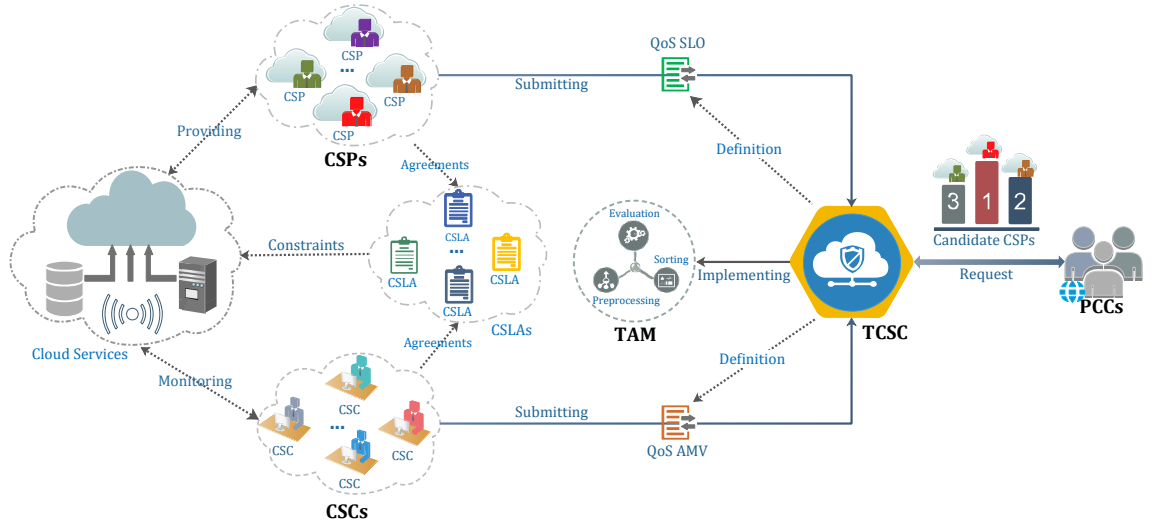 CSP
...
CSP
CSP
CSP
CSPs
Providing
Submitting
QoS SLO
Definition
Agreements
Cloud Services
Constraints
CSLA
...
CSLA
CSLA
CSLA
CSLAs
Agreements
Monitoring
CSC
...
CSC
CSC
CSC
CSCs
Submitting
QoS AMV
Definition
Evaluation
Sorting
Preprocessing
TAM
Implementing
TCSC
3
1
2
Candidate CSPs
Request
PCCs